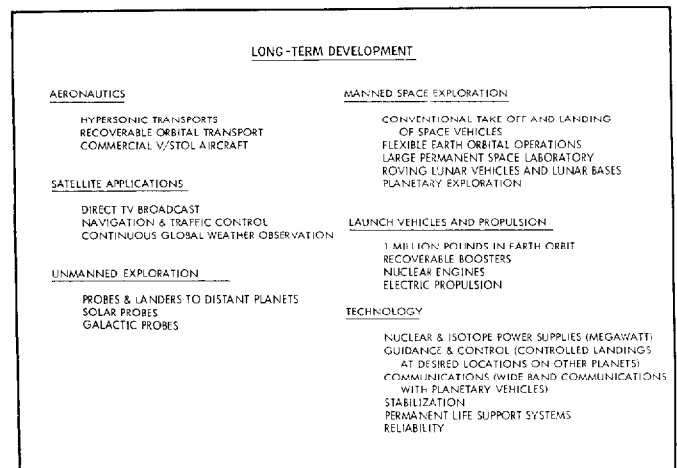 LONG-TERM DEVELOPMENT
AERONAUTICS
HYPERSONIC TRANSPORTS
RECOVERABLE ORBITAL TRANSPORT
COMMERCIAL V/STOL AIRCRAFT
SATELLITE APPLICATIONS
DIRECT TV BROADCAST
NAVIGATION & TRAFFIC CONTROL
CONTINUOUS GLOBAL WEATHER OBSERVATION
UNMANNED EXPLORATION
PROBES & LANDERS TO DISTANT PLANETS
SOLAR PROBES
GALACTIC PROBES
MANNED SPACE EXPLORATION
CONVENTIONAL TAKE OFF AND LANDING
OF SPACE VEHICLES
FLEXIBLE EARTH ORBITAL OPERATIONS
LARGE PERMANENT SPACE LABORATORY
ROVING LUNAR VEHICLES AND LUNAR BASES
PLANETARY EXPLORATION
LAUNCH VEHICLES AND PROPULSION
1 MILLION POUNDS IN EARTH ORBIT
RECOVERABLE BOOSTERS
NUCLEAR ENGINES
ELECTRIC PROPULSION
TECHNOLOGY
NUCLEAR & ISOTOPE POWER SUPPLIES (MEGAWATT)
GUIDANCE & CONTROL (CONTROLLED LANDINGS
AT DESIRED LOCATIONS ON OTHER PLANETS)
COMMUNICATIONS (WIDE BAND COMMUNICATIONS
WITH PLANETARY VEHICLES)
STABILIZATION
PERMANENT LIFE SUPPORT SYSTEMS
RELIABILITY